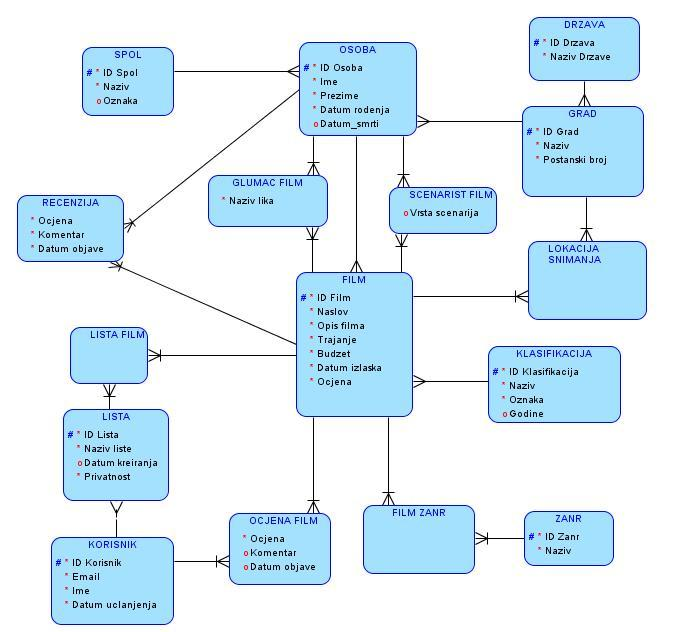 SPOL
# * ID Spol
* Naziv
o Oznaka
OSOBA
# * ID Osoba
* Ime
* Prezime
* Datum rodenja
o Datum_smrti
DRZAVA
# * ID Drzava
* Naziv Drzave
GRAD
# * ID Grad
* Naziv
* Postanski broj
RECENZIJA
* Ocjena
* Komentar
* Datum objave
GLUMAC FILM
* Naziv lika
SCENARIST FILM
o Vrsta scenarija
LOKACIJA
SNIMANJA
FILM
# * ID Film
* Naslov
* Opis filma
* Trajanje
* Budzet
* Datum izlaska
* Ocjena
LISTA FILM
KLASIFIKACIJA
# * ID Klasifikacija
* Naziv
* Oznaka
o Godine
LISTA
# * ID Lista
* Naziv liste
o Datum kreiranja
* Privatnost
KORISNIK
# * ID Korisnik
* Email
* Ime
* Datum uclanjenja
OCJENA FILM
* Ocjena
o Komentar
o Datum objave
FILM ZANR
ZANR
# * ID Zanr
* Naziv